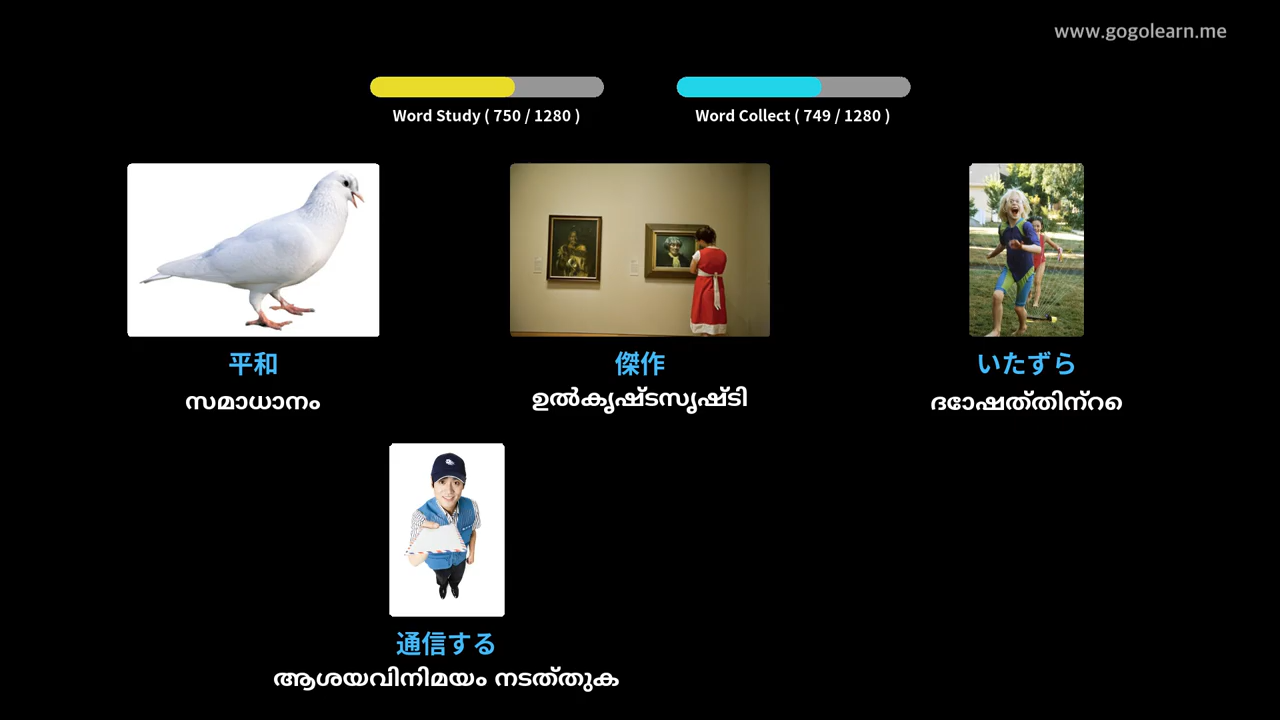 www.gogolearn.me
Word Study ( 750 / 1280 )
Word Collect ( 749 / 1280 )
平和
സമാധാനം
傑作
ഉൽകൃഷ്ടസൃഷ്ടി
いたずら
ദോഷത്തിന്റെ
通信する
ആശയവിനിമയം നടത്തുക